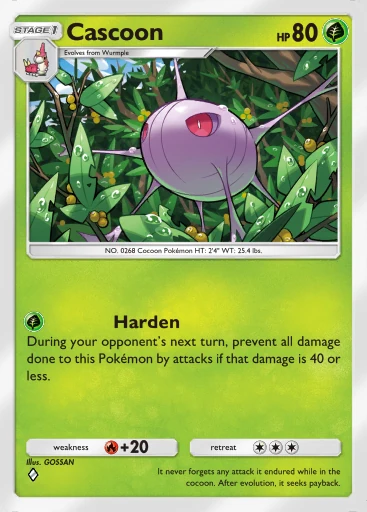 STAGE 1
Cascoon
HP 80
Evolves from Wurmple
NO. 0268 Cocoon Pokémon HT: 2'4" WT: 25.4 lbs.
Harden
During your opponent's next turn, prevent all damage
done to this Pokémon by attacks if that damage is 40 or
less.
weakness +20 retreat
Illus. GOSSAN
It never forgets any attack it endured while in the
cocoon. After evolution, it seeks payback.